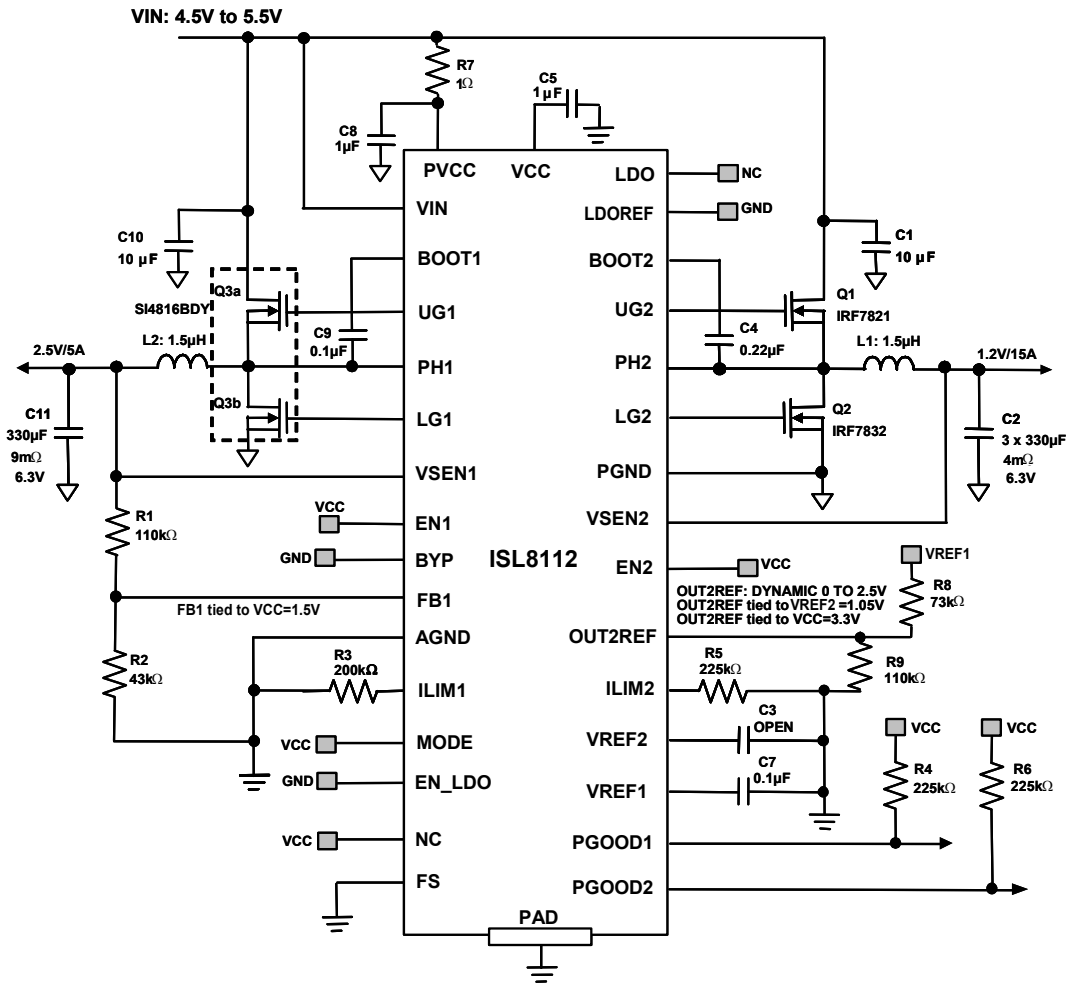 VIN: 4.5V to 5.5V
R7
1Ω
C5
1µF
C8
1µF
PVCC
VCC
LDO
NC
VIN
LDOREF
GND
C10
10 µF
BOOT1
BOOT2
C1
10 µF
Q3a
SI4816BDY
UG1
UG2
Q1
IRF7821
L2: 1.5µH
C9
0.1µF
C4
0.22µF
L1: 1.5µH
2.5V/5A
PH1
PH2
1.2V/15A
Q3b
LG1
LG2
Q2
IRF7832
C11
330µF
9mΩ
6.3V
C2
3 x 330µF
4mΩ
6.3V
VSEN1
PGND
R1
110kΩ
VCC
EN1
VSEN2
GND
BYP
ISL8112
EN2
VCC
VREF1
FB1 tied to VCC=1.5V
FB1
OUT2REF: DYNAMIC 0 TO 2.5V
OUT2REF tied to VREF2 =1.05V
OUT2REF tied to VCC=3.3V
R8
73kΩ
AGND
OUT2REF
R2
43kΩ
R3
200kΩ
ILIM1
ILIM2
R5
225kΩ
R9
110kΩ
VCC
MODE
VREF2
C3
OPEN
VCC
VCC
GND
EN_LDO
VREF1
C7
0.1µF
R4
225kΩ
R6
225kΩ
VCC
NC
PGOOD1
FS
PGOOD2
PAD